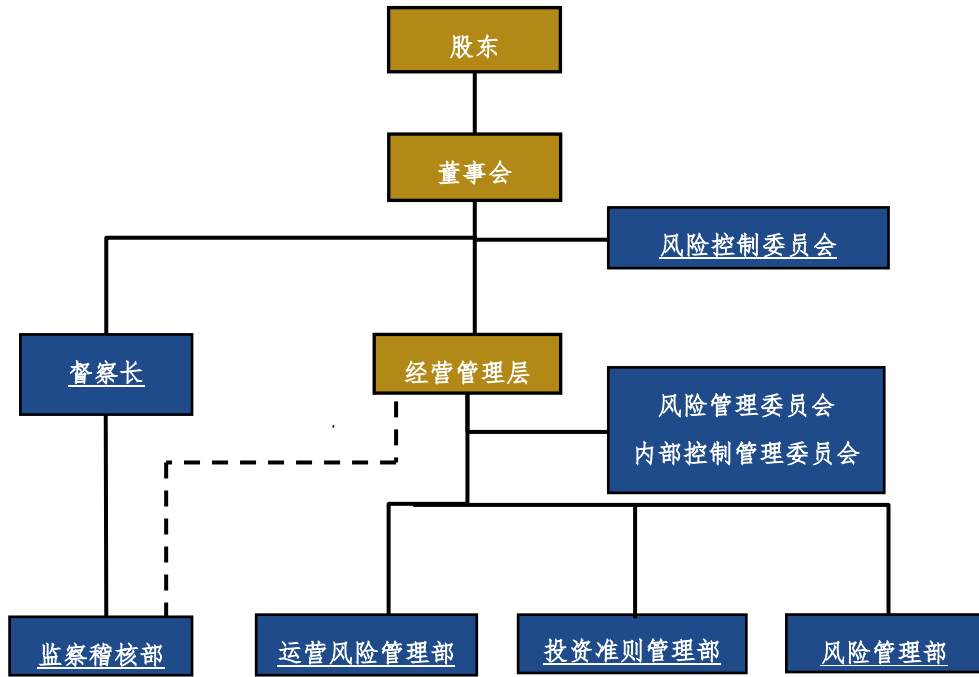 股东
董事会
风险控制委员会
督察长
经营管理层
风险管理委员会
内部控制管理委员会
监察稽核部
运营风险管理部
投资准则管理部
风险管理部